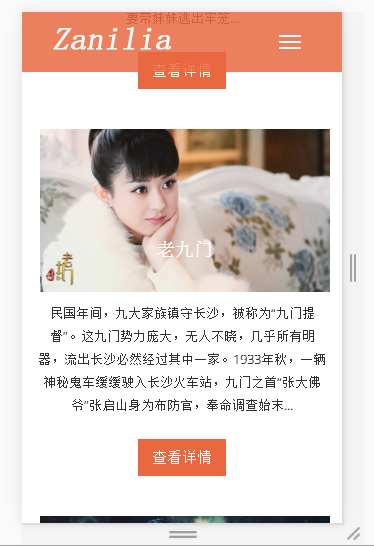 要带妹妹逃出牢笼...
Zanilia
查看详情
老九门
老九门
民国年间，九大家族镇守长沙，被称为“九门提
督”。这九门势力庞大，无人不晓，几乎所有明
器，流出长沙必然经过其中一家。1933年秋，一辆
神秘鬼车缓缓驶入长沙火车站，九门之首“张大佛
爷”张启山身为布防官，奉命调查始末...
查看详情